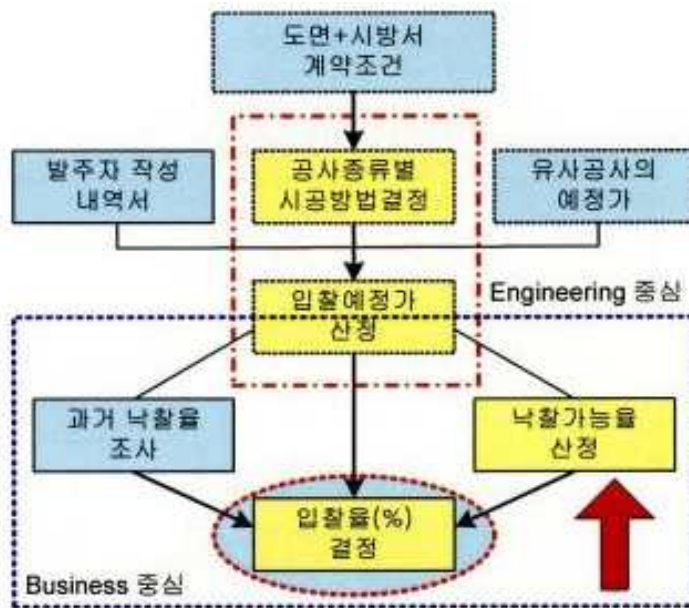 도면+시방서
계약조건
발주자 작성
내역서
공사종류별
시공방법결정
유사공사의
예정가
입찰예정가
산정
Engineering 중심
과거 낙찰율
조사
낙찰가능율
산정
입찰율(%)
결정
Business 중심